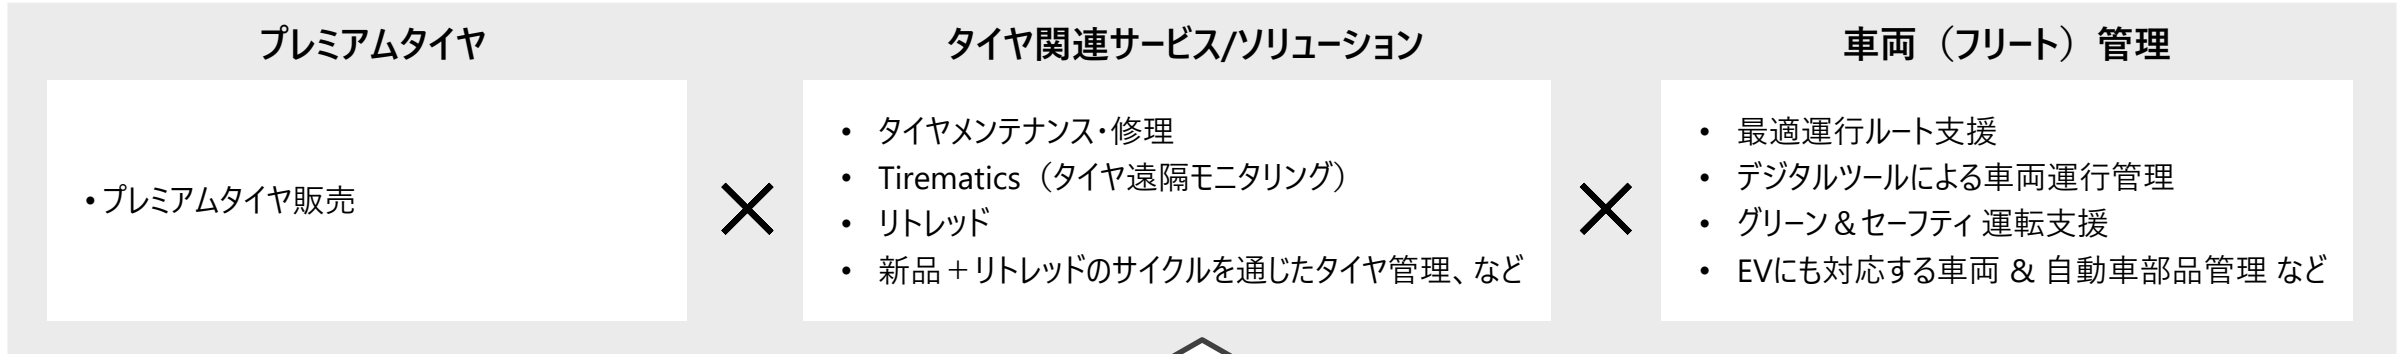 プレミアムタイヤ
• プレミアムタイヤ販売
タイヤ関連サービス/ソリューション
• タイヤメンテナンス・修理
• Tirematics（タイヤ遠隔モニタリング）
• リトレッド
• 新品＋リトレッドのサイクルを通じたタイヤ管理、など
車両（フリート）管理
• 最適運行ルート支援
• デジタルツールによる車両運行管理
• グリーン＆セーフティ 運転支援
• EVにも対応する車両 & 自動車部品管理 など